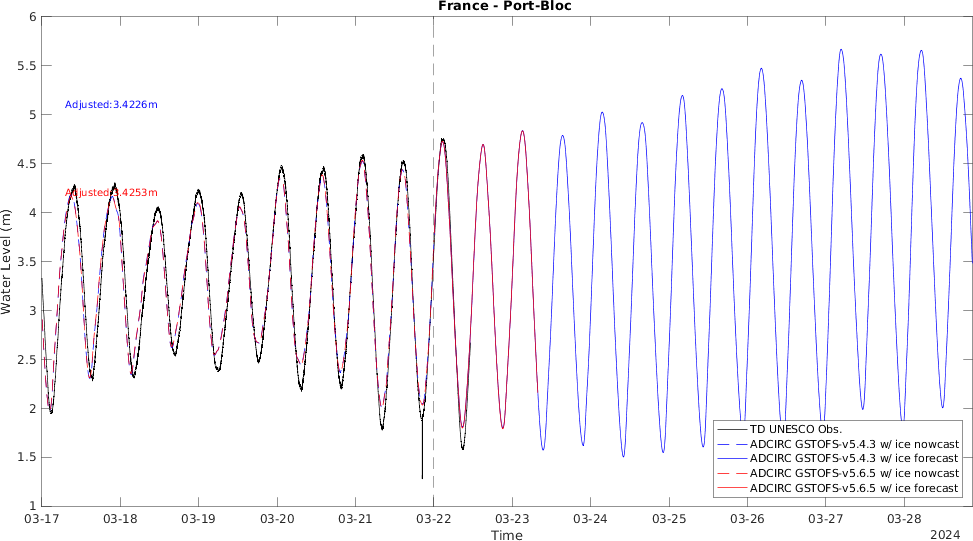 France - Port-Bloc
Water Level (m)
6
5.5
5
4.5
4
3.5
3
2.5
2
1.5
1
Adjusted:3.4226m
Adjusted:3.4253m
TD UNESCO Obs.
ADCIRC GSTOFS-v5.4.3 w/ ice nowcast
ADCIRC GSTOFS-v5.4.3 w/ ice forecast
ADCIRC GSTOFS-v5.6.5 w/ ice nowcast
ADCIRC GSTOFS-v5.6.5 w/ ice forecast
03-17 03-18 03-19 03-20 03-21 03-22 03-23 03-24 03-25 03-26 03-27 03-28
Time
2024